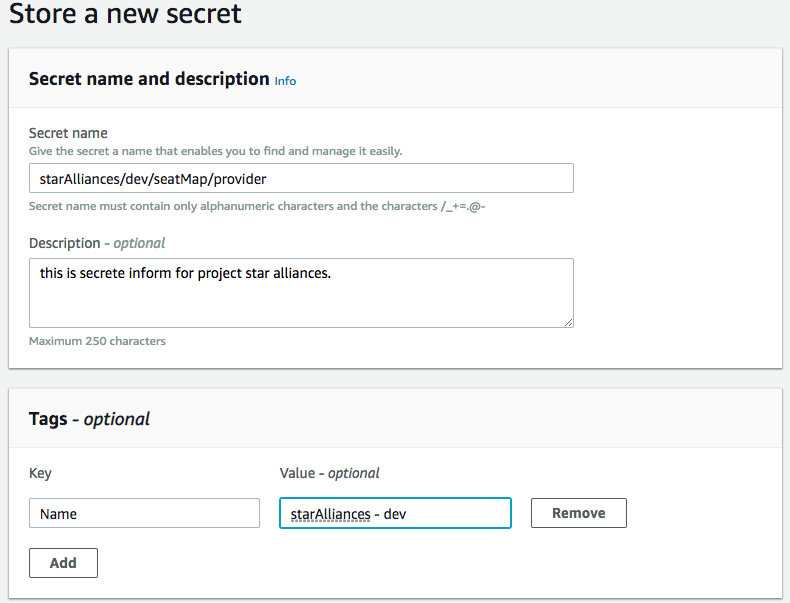 Store a new secret
Secret name and description Info
Secret name
Give the secret a name that enables you to find and manage it easily.
starAlliances/dev/seatMap/provider
Secret name must contain only alphanumeric characters and the characters /_+=.@-
Description - optional
this is secrete inform for project star alliances.
Maximum 250 characters
Tags - optional
Key Value - optional
Name starAlliances - dev Remove
Add